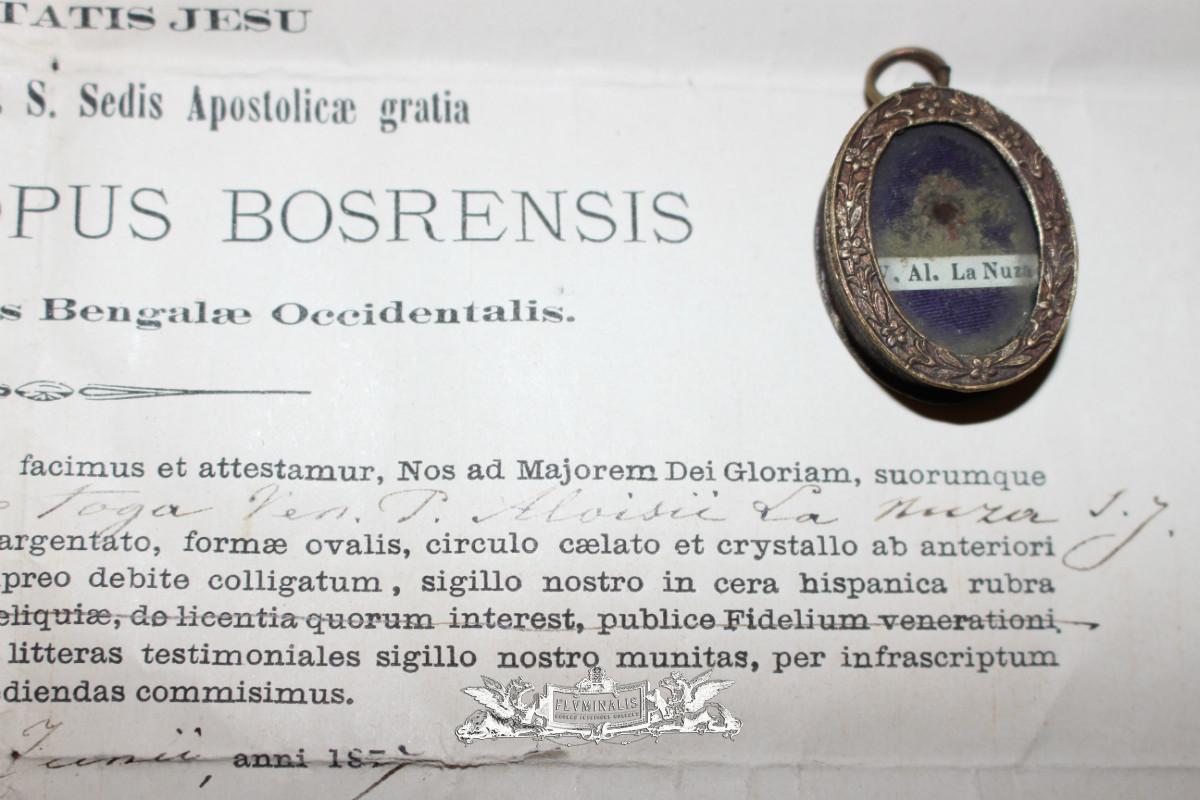 TATIS JESU
S. Sedis Apostolicæ gratia
OPUS BOSRENSIS
s Bengalæ Occidentalis.
V. Al. La Nuza
facimus et attestamur, Nos ad Majorem Dei Gloriam, suorumque
toga Ven. P. Aloisii La Nuza S.J.
argentato, formæ ovalis, circulo cælato et crystallo ab anteriori
preo debite colligatum, sigillo nostro in cera hispanica rubra
eliquiæ, de licentia quorum interest, publice Fidelium venerationi
litteras testimoniales sigillo nostro munitas, per infrascriptum
diendas commisimus.
FLVMINALIS
Junii, anni 18